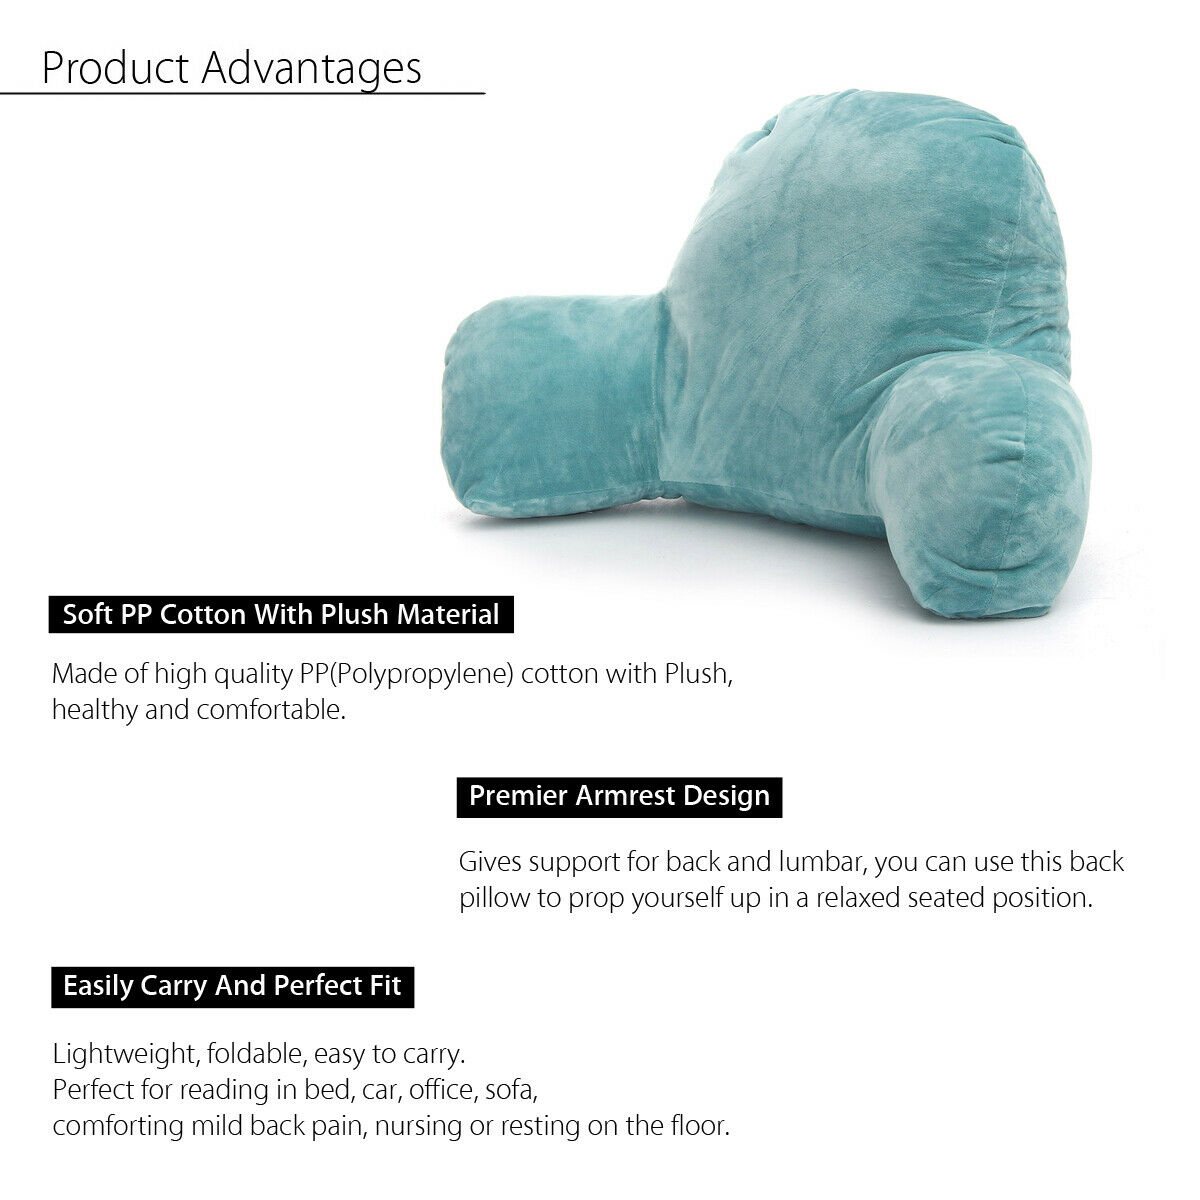 Product Advantages
Soft PP Cotton With Plush Material
Made of high quality PP(Polypropylene) cotton with Plush,
healthy and comfortable.
Premier Armrest Design
Gives support for back and lumbar, you can use this back
pillow to prop yourself up in a relaxed seated position.
Easily Carry And Perfect Fit
Lightweight, foldable, easy to carry.
Perfect for reading in bed, car, office, sofa,
comforting mild back pain, nursing or resting on the floor.